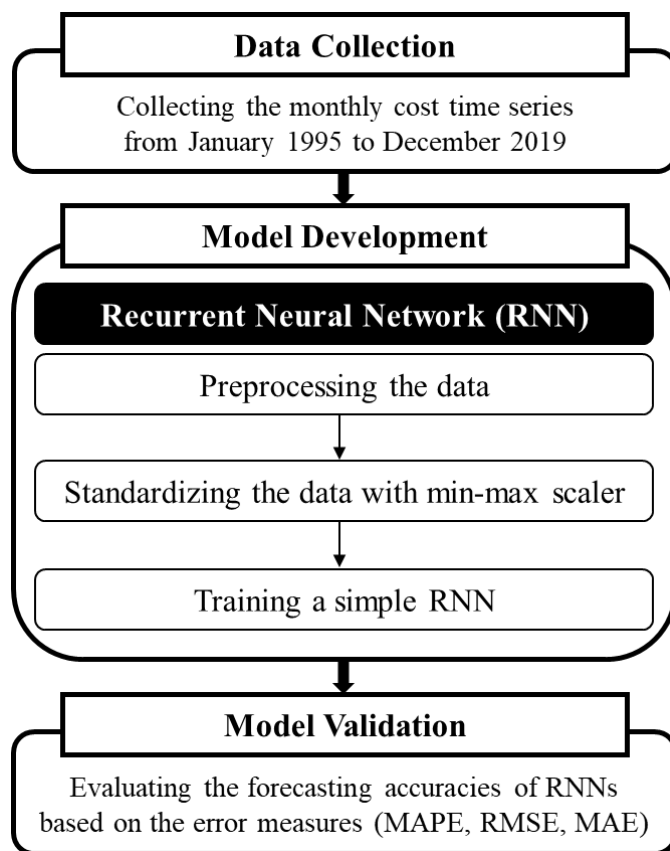 Data Collection
Collecting the monthly cost time series
from January 1995 to December 2019
Model Development
Recurrent Neural Network (RNN)
Preprocessing the data
Standardizing the data with min-max scaler
Training a simple RNN
Model Validation
Evaluating the forecasting accuracies of RNNs
based on the error measures (MAPE, RMSE, MAE)